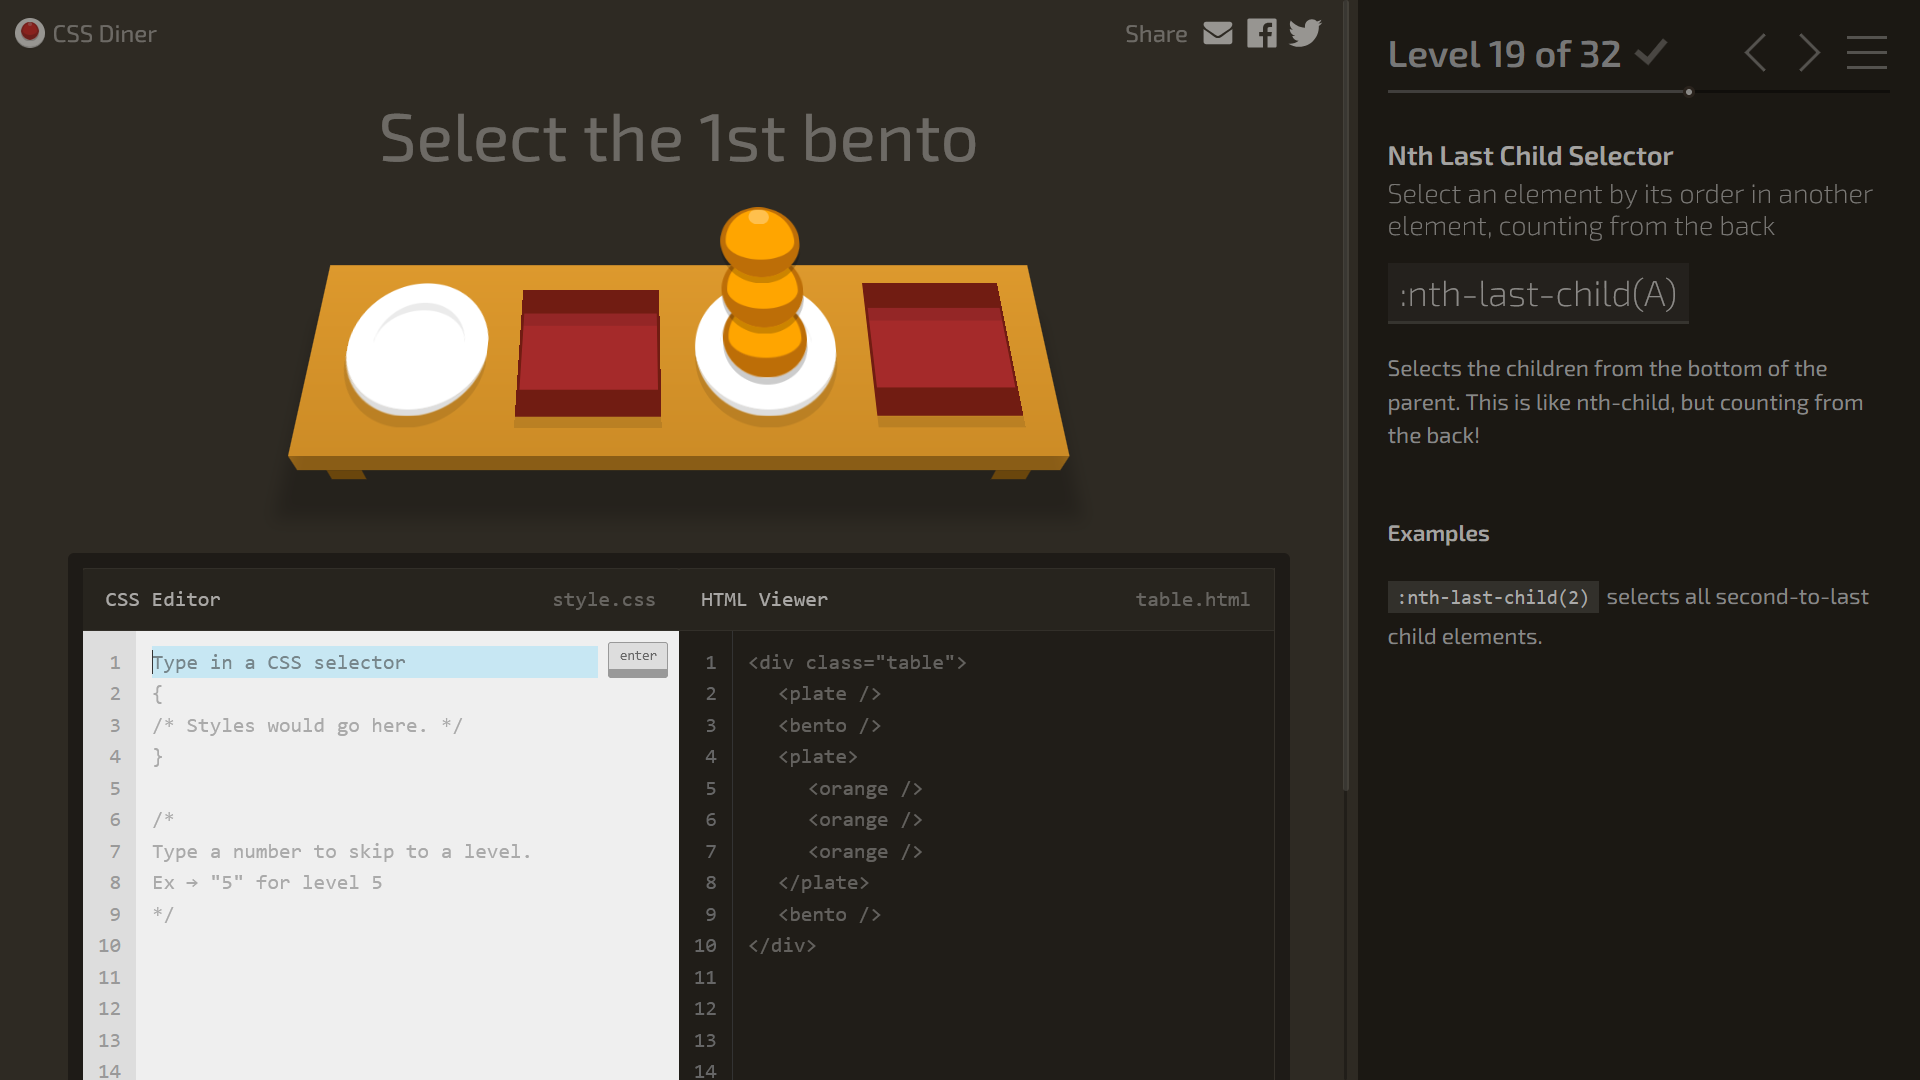 CSS Diner
Share
Select the 1st bento
CSS Editor
style.css
1
2
3
4
5
6
7
8
9
10
11
12
13
14
Type in a CSS selector
enter
{
/* Styles would go here. */
}
/*
Type a number to skip to a level.
Ex → "5" for level 5
*/
HTML Viewer
table.html
1
2
3
4
5
6
7
8
9
10
11
12
13
14
<div class="table">
<plate />
<bento />
<plate>
<orange />
<orange />
<orange />
</plate>
<bento />
</div>
Level 19 of 32
Nth Last Child Selector
Select an element by its order in another
element, counting from the back
:nth-last-child(A)
Selects the children from the bottom of the
parent. This is like nth-child, but counting from
the back!
Examples
:nth-last-child(2) selects all second-to-last
child elements.